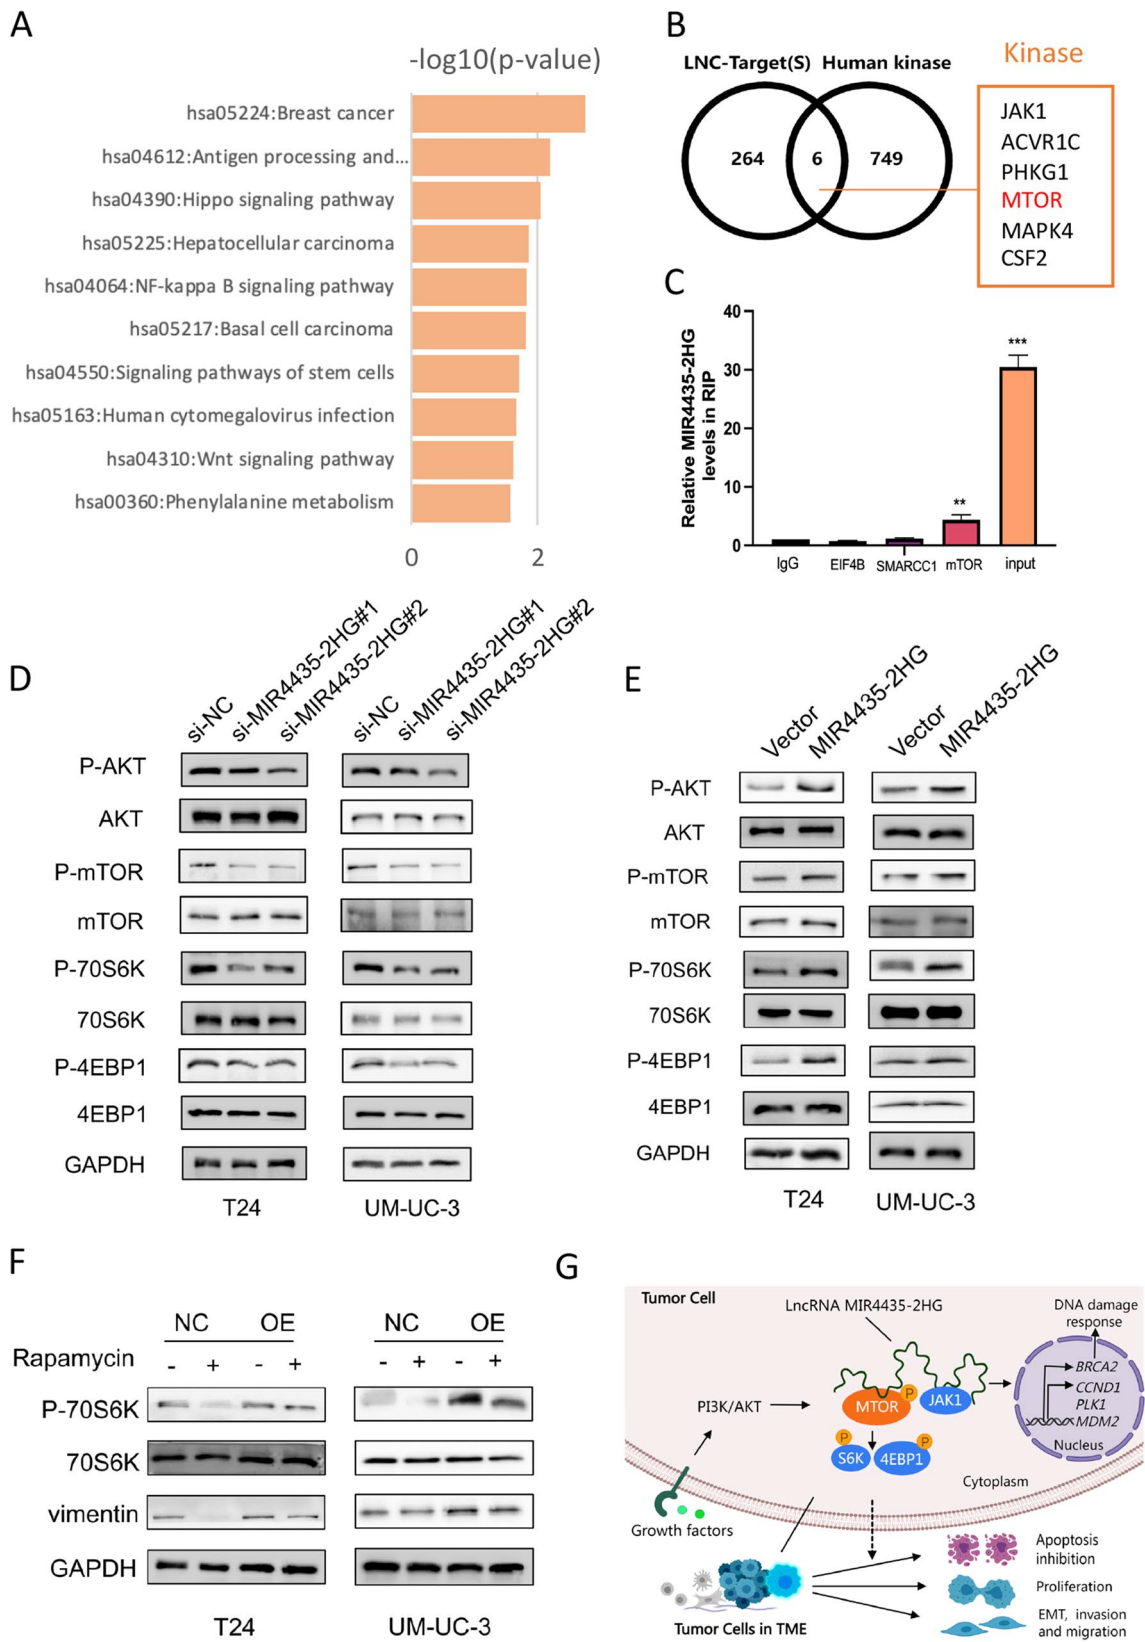 A
-log10(p-value)
hsa05224:Breast cancer
hsa04612:Antigen processing and...
hsa04390:Hippo signaling pathway
hsa05225:Hepatocellular carcinoma
hsa04064:NF-kappa B signaling pathway
hsa05217:Basal cell carcinoma
hsa04550:Signaling pathways of stem cells
hsa05163:Human cytomegalovirus infection
hsa04310:Wnt signaling pathway
hsa00360:Phenylalanine metabolism
0 2
B
LNC-Target(S) Human kinase
264 6 749
Kinase
JAK1
ACVR1C
PHKG1
MTOR
MAPK4
CSF2
C
Relative MIR4435-2HG
levels in RIP
40
30
20
10
0
**
***
IgG EIF4B SMARCC1 mTOR input
D
si-NC si-MIR4435-2HG#1 si-MIR4435-2HG#2 si-NC si-MIR4435-2HG#1 si-MIR4435-2HG#2
P-AKT
AKT
P-mTOR
mTOR
P-70S6K
70S6K
P-4EBP1
4EBP1
GAPDH
T24 UM-UC-3
E
Vector MIR4435-2HG Vector MIR4435-2HG
P-AKT
AKT
P-mTOR
mTOR
P-70S6K
70S6K
P-4EBP1
4EBP1
GAPDH
T24 UM-UC-3
F
NC OE NC OE
Rapamycin - + - + - + - +
P-70S6K
70S6K
vimentin
GAPDH
T24 UM-UC-3
G
Tumor Cell
LncRNA MIR4435-2HG
DNA damage
response
BRCA2
CCND1
PLK1
MDM2
Nucleus
PI3K/AKT
MTOR
P
JAK1
P
S6K
P
4EBP1
Cytoplasm
Growth factors
Tumor Cells in TME
Apoptosis
inhibition
Proliferation
EMT, invasion
and migration